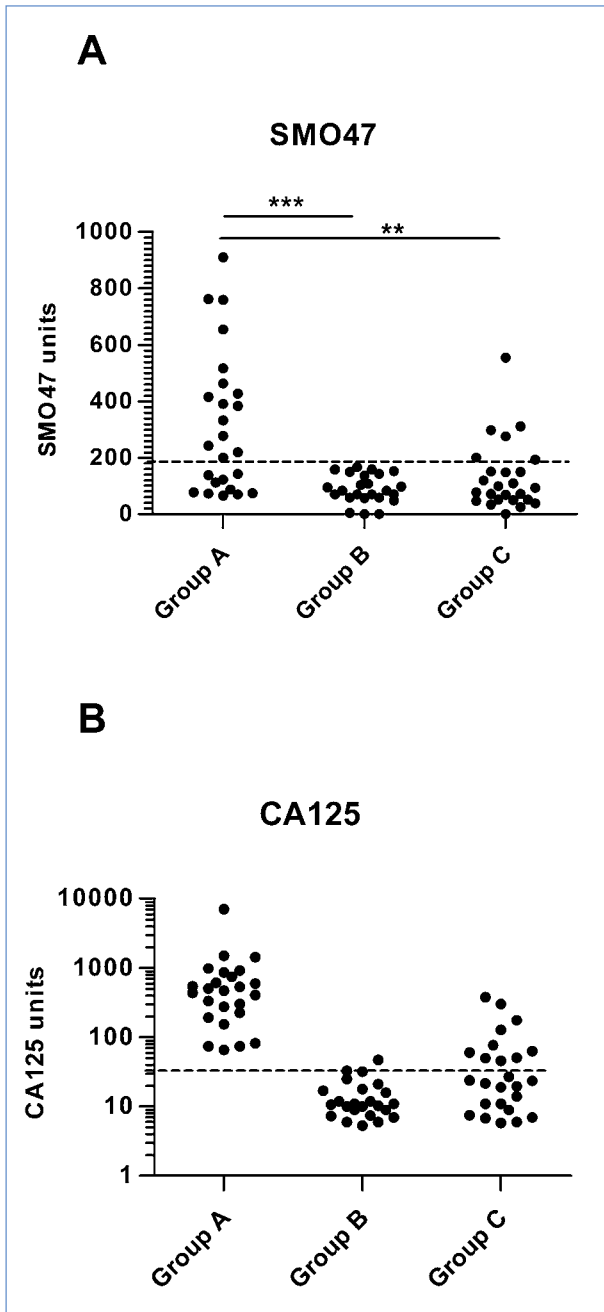 A
SMO47
***
**
1000
800
600
400
200
0
SMO47 units
Group A
Group B
Group C
B
CA125
10000
1000
100
10
1
CA125 units
Group A
Group B
Group C